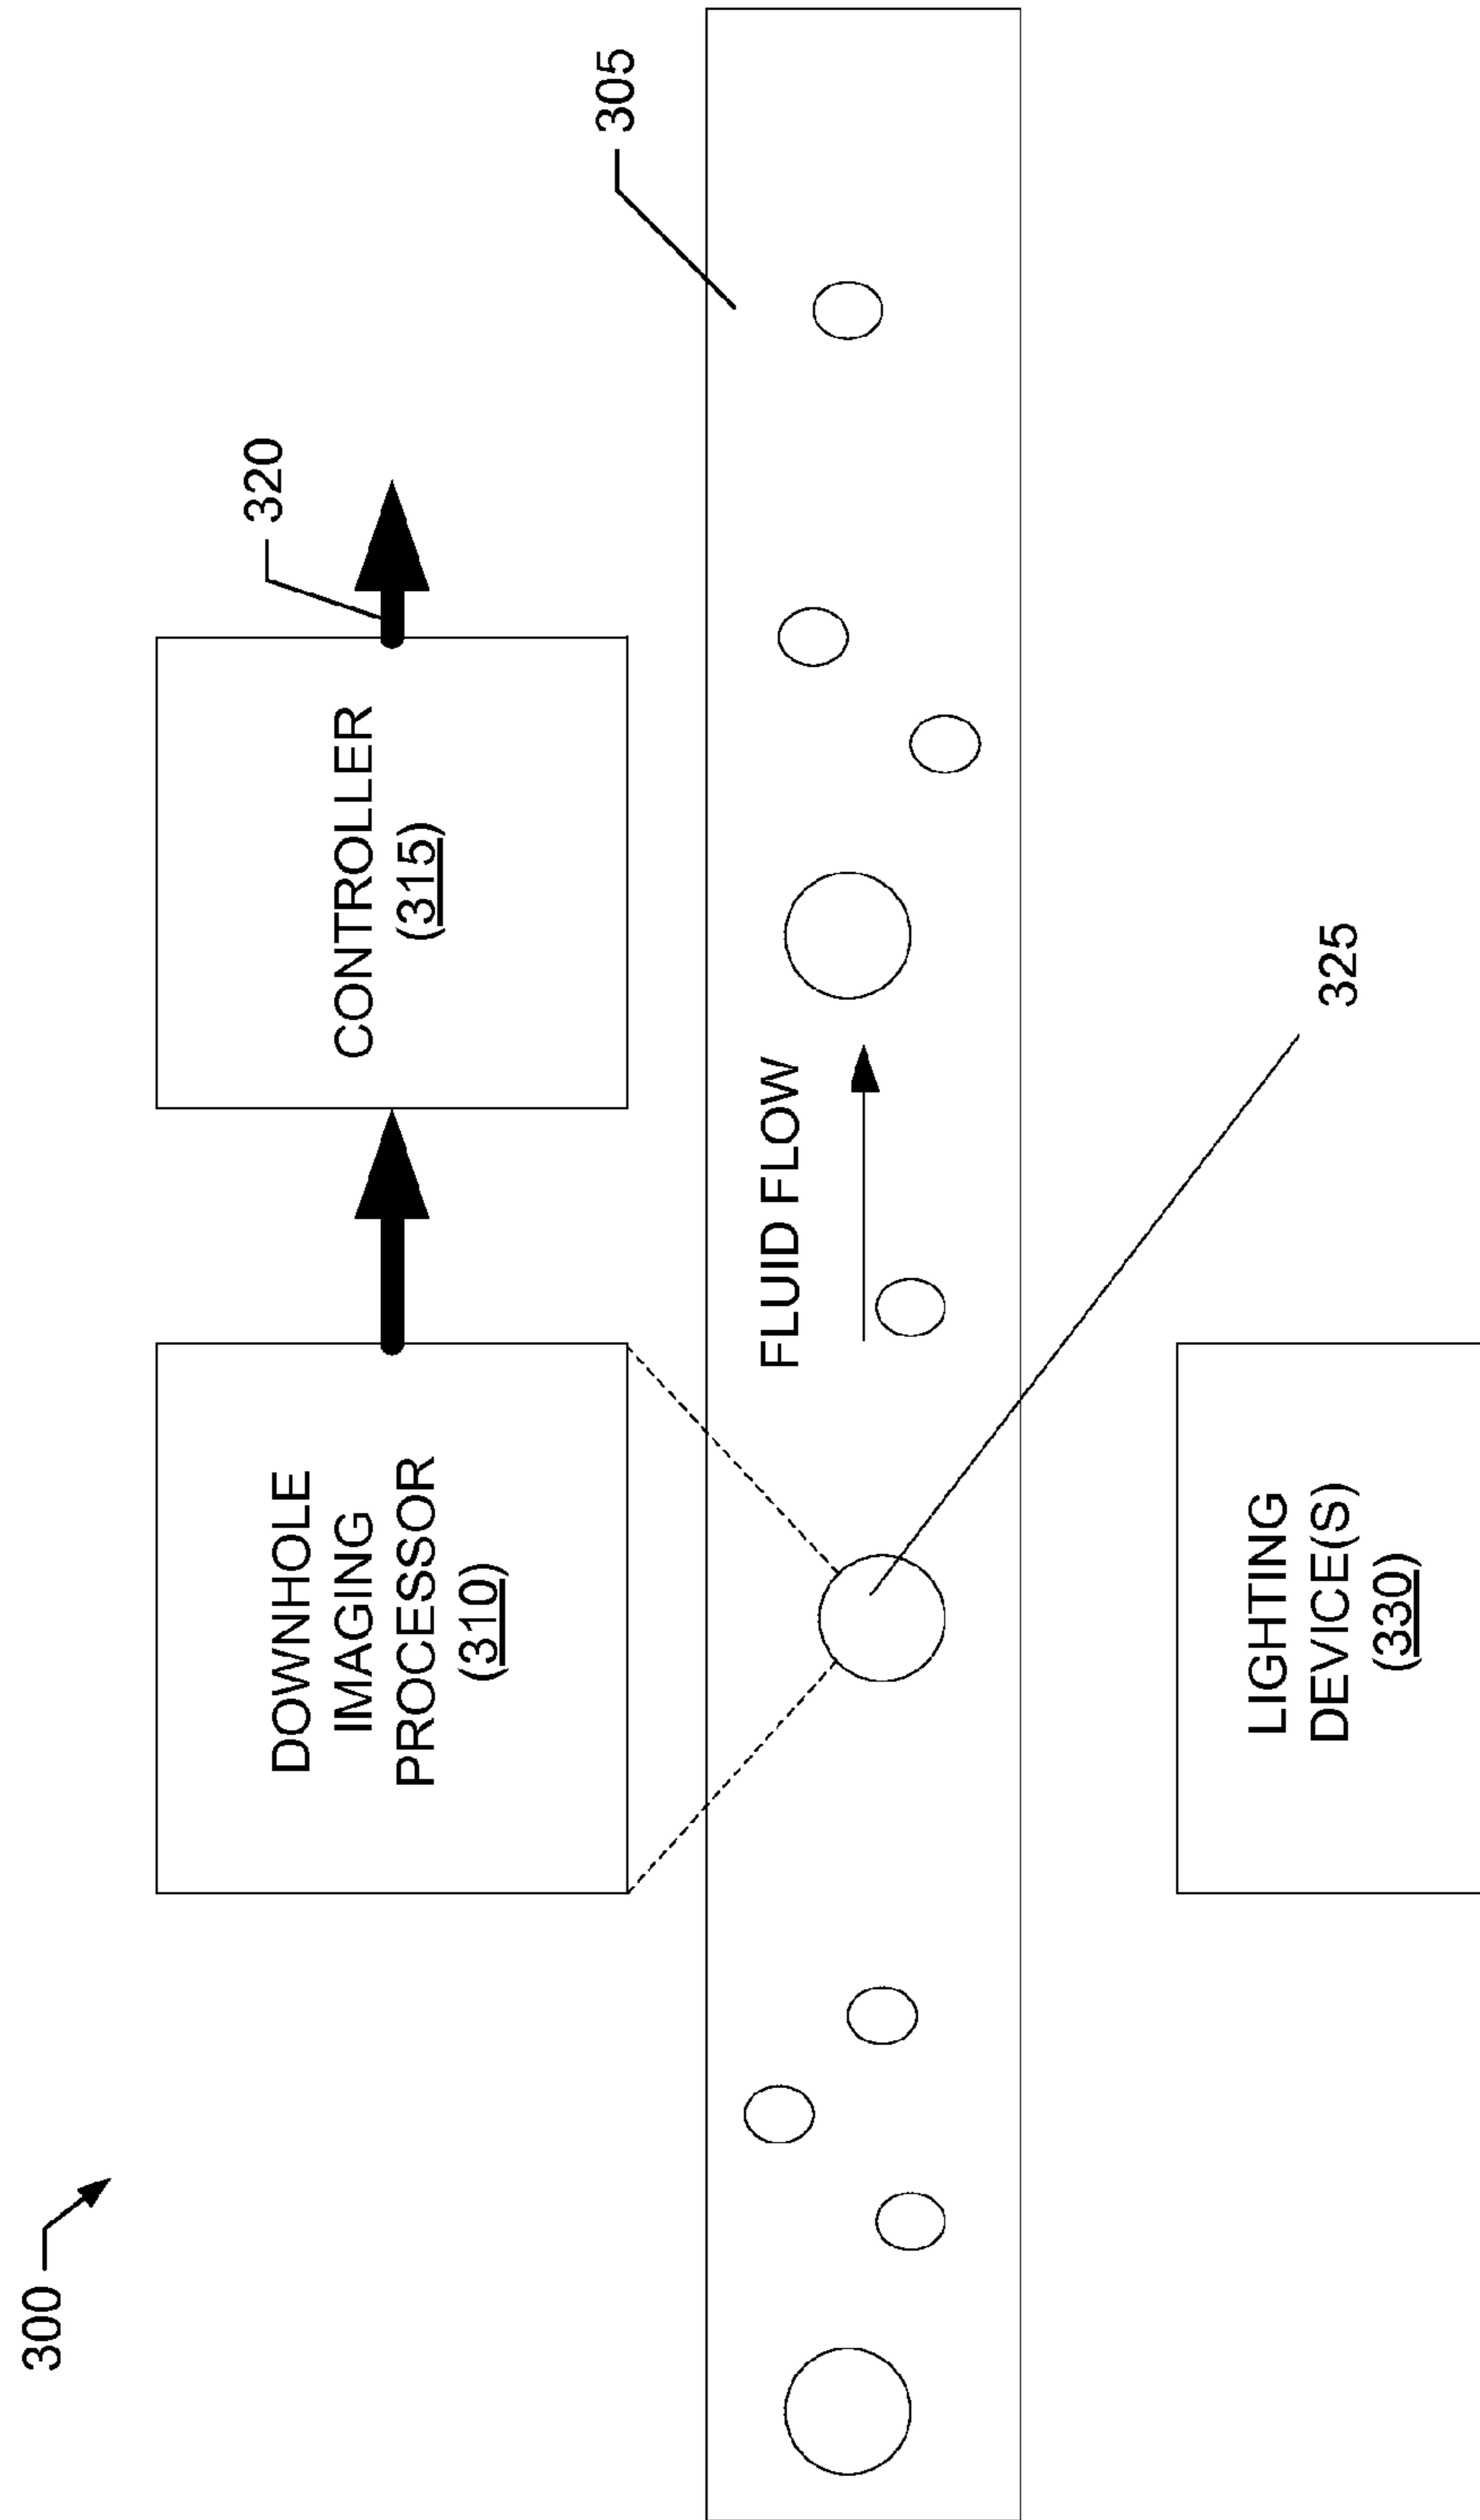 300
DOWNHOLE
IMAGING
PROCESSOR
(310)
CONTROLLER
(315)
320
305
FLUID FLOW
325
LIGHTING
DEVICE(S)
(330)